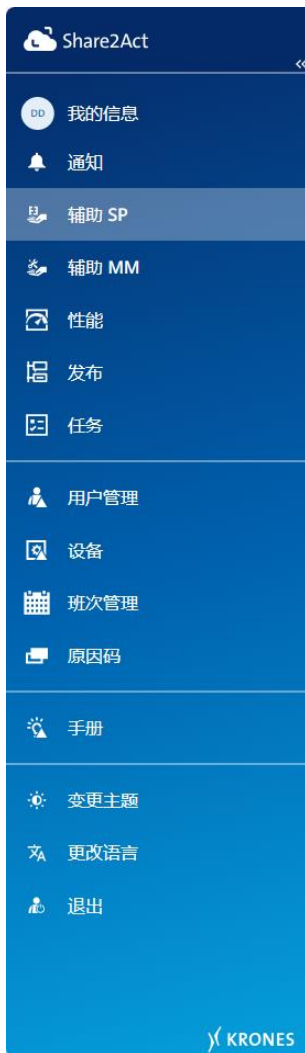 Share2Act
«
DD 我的信息
通知
辅助 SP
辅助 MM
性能
发布
任务
用户管理
设备
班次管理
原因码
手册
变更主题
更改语言
退出
KRONES